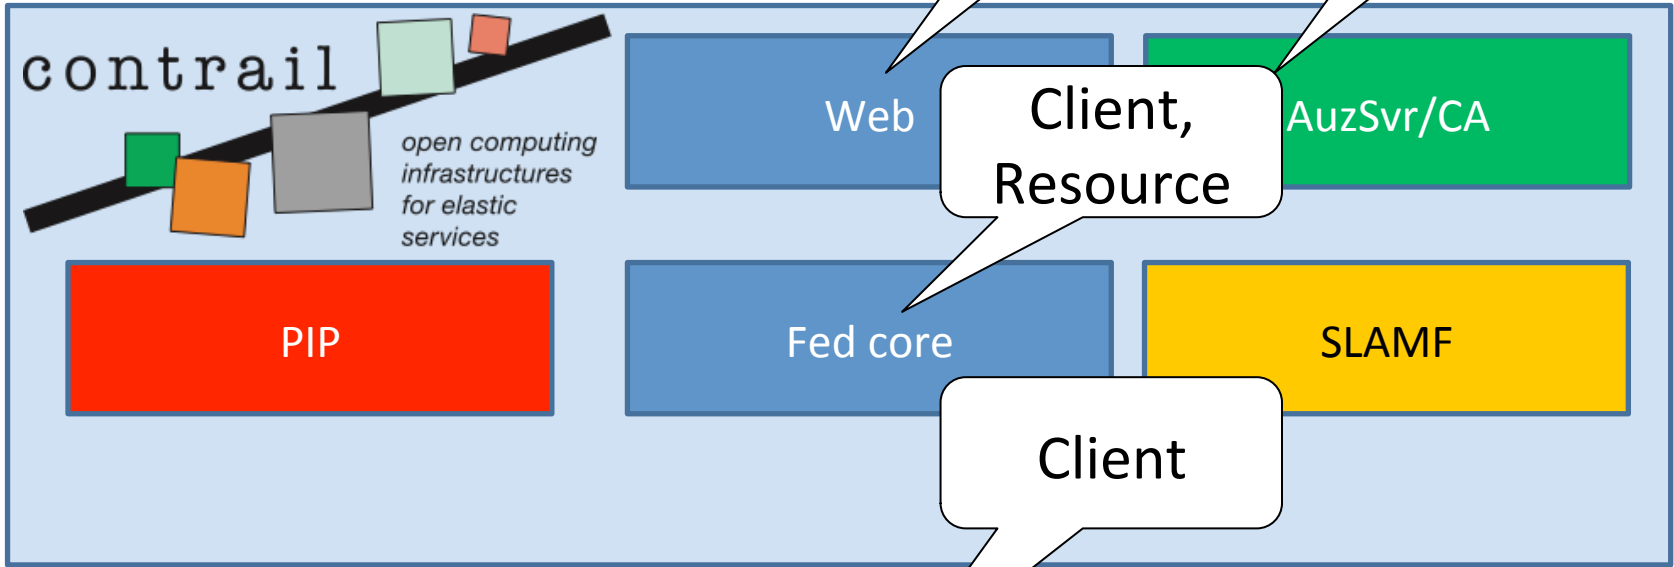 contrail
open computing
infrastructures
for elastic
services
Web
Client,
Resource
AuzSvr/CA
PIP
Fed core
SLAMF
Client